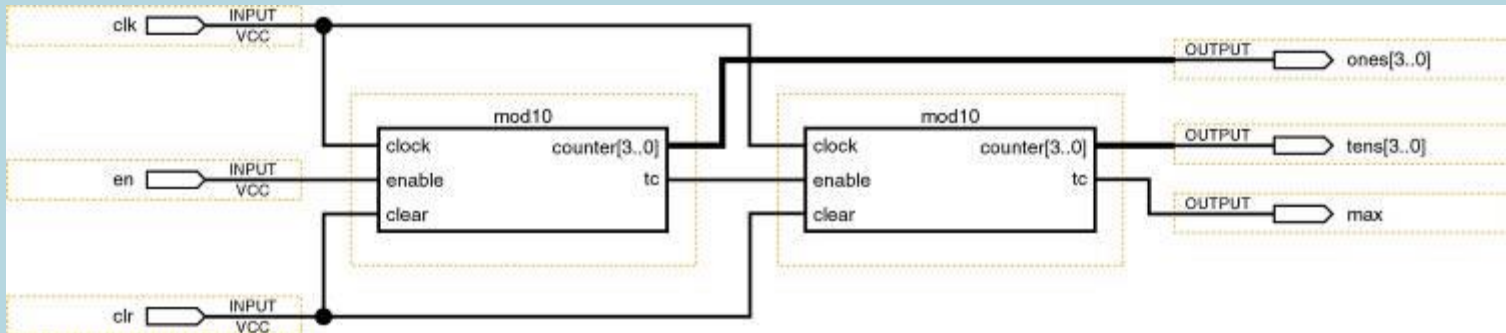 clk
INPUT
VCC
OUTPUT
ones[3..0]
mod10
mod10
clock
counter[3..0]
clock
counter[3..0]
OUTPUT
tens[3..0]
en
INPUT
VCC
enable
tc
enable
tc
clear
clear
OUTPUT
max
clr
INPUT
VCC